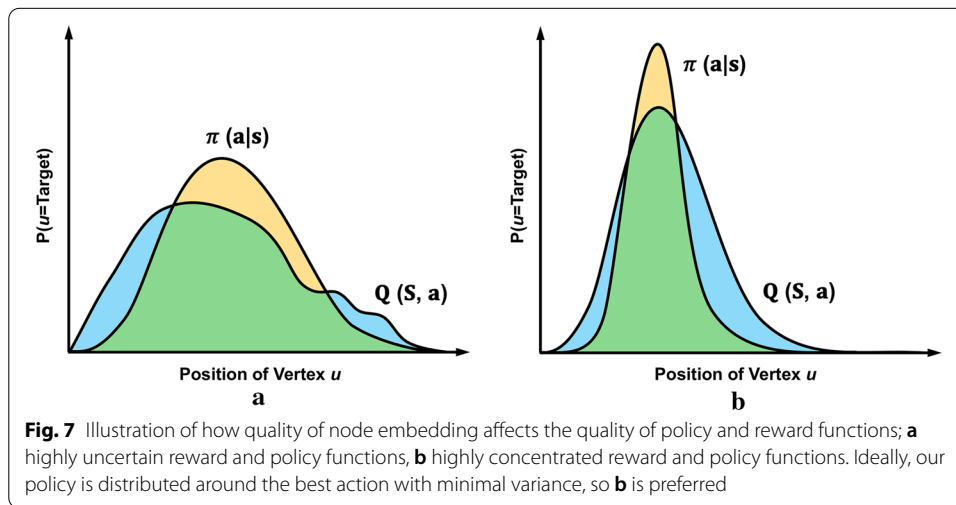 P(u=Target)
π (a|s)
Q (S, a)
Position of Vertex u
a
P(u=Target)
π (a|s)
Q (S, a)
Position of Vertex u
b
Fig. 7 Illustration of how quality of node embedding affects the quality of policy and reward functions; a
highly uncertain reward and policy functions, b highly concentrated reward and policy functions. Ideally, our
policy is distributed around the best action with minimal variance, so b is preferred